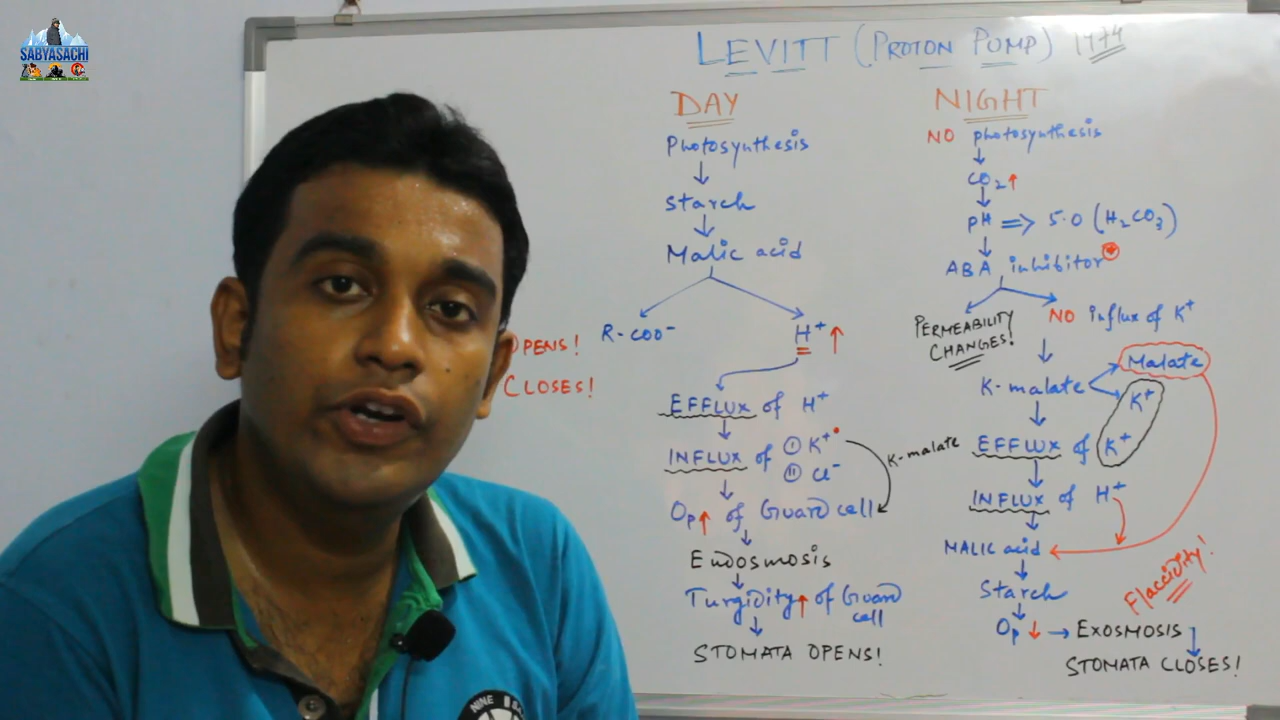 SABYASACHI
LEVITT (PROTON PUMP) 1974
DAY
Photosynthesis
Starch
Malic acid
R-COO⁻ H⁺↑
OPENS!
CLOSES!
EFFLUX of H⁺
INFLUX of (I) K⁺
(II) Cl⁻
K-malate
Op↑ of Guard cell
Endosmosis
Turgidity↑ of Guard
cell
STOMATA OPENS!
NIGHT
NO photosynthesis
CO₂↑
pH => 5.0 (H₂CO₃)
ABA inhibitor*
PERMEABILITY
CHANGES!
NO influx of K⁺
K-malate
Malate
K⁺
EFFLUX of K⁺
INFLUX of H⁺
MALIC acid
Starch
Flaccidity!
Op↓ → EXOSMOSIS
STOMATA CLOSES!